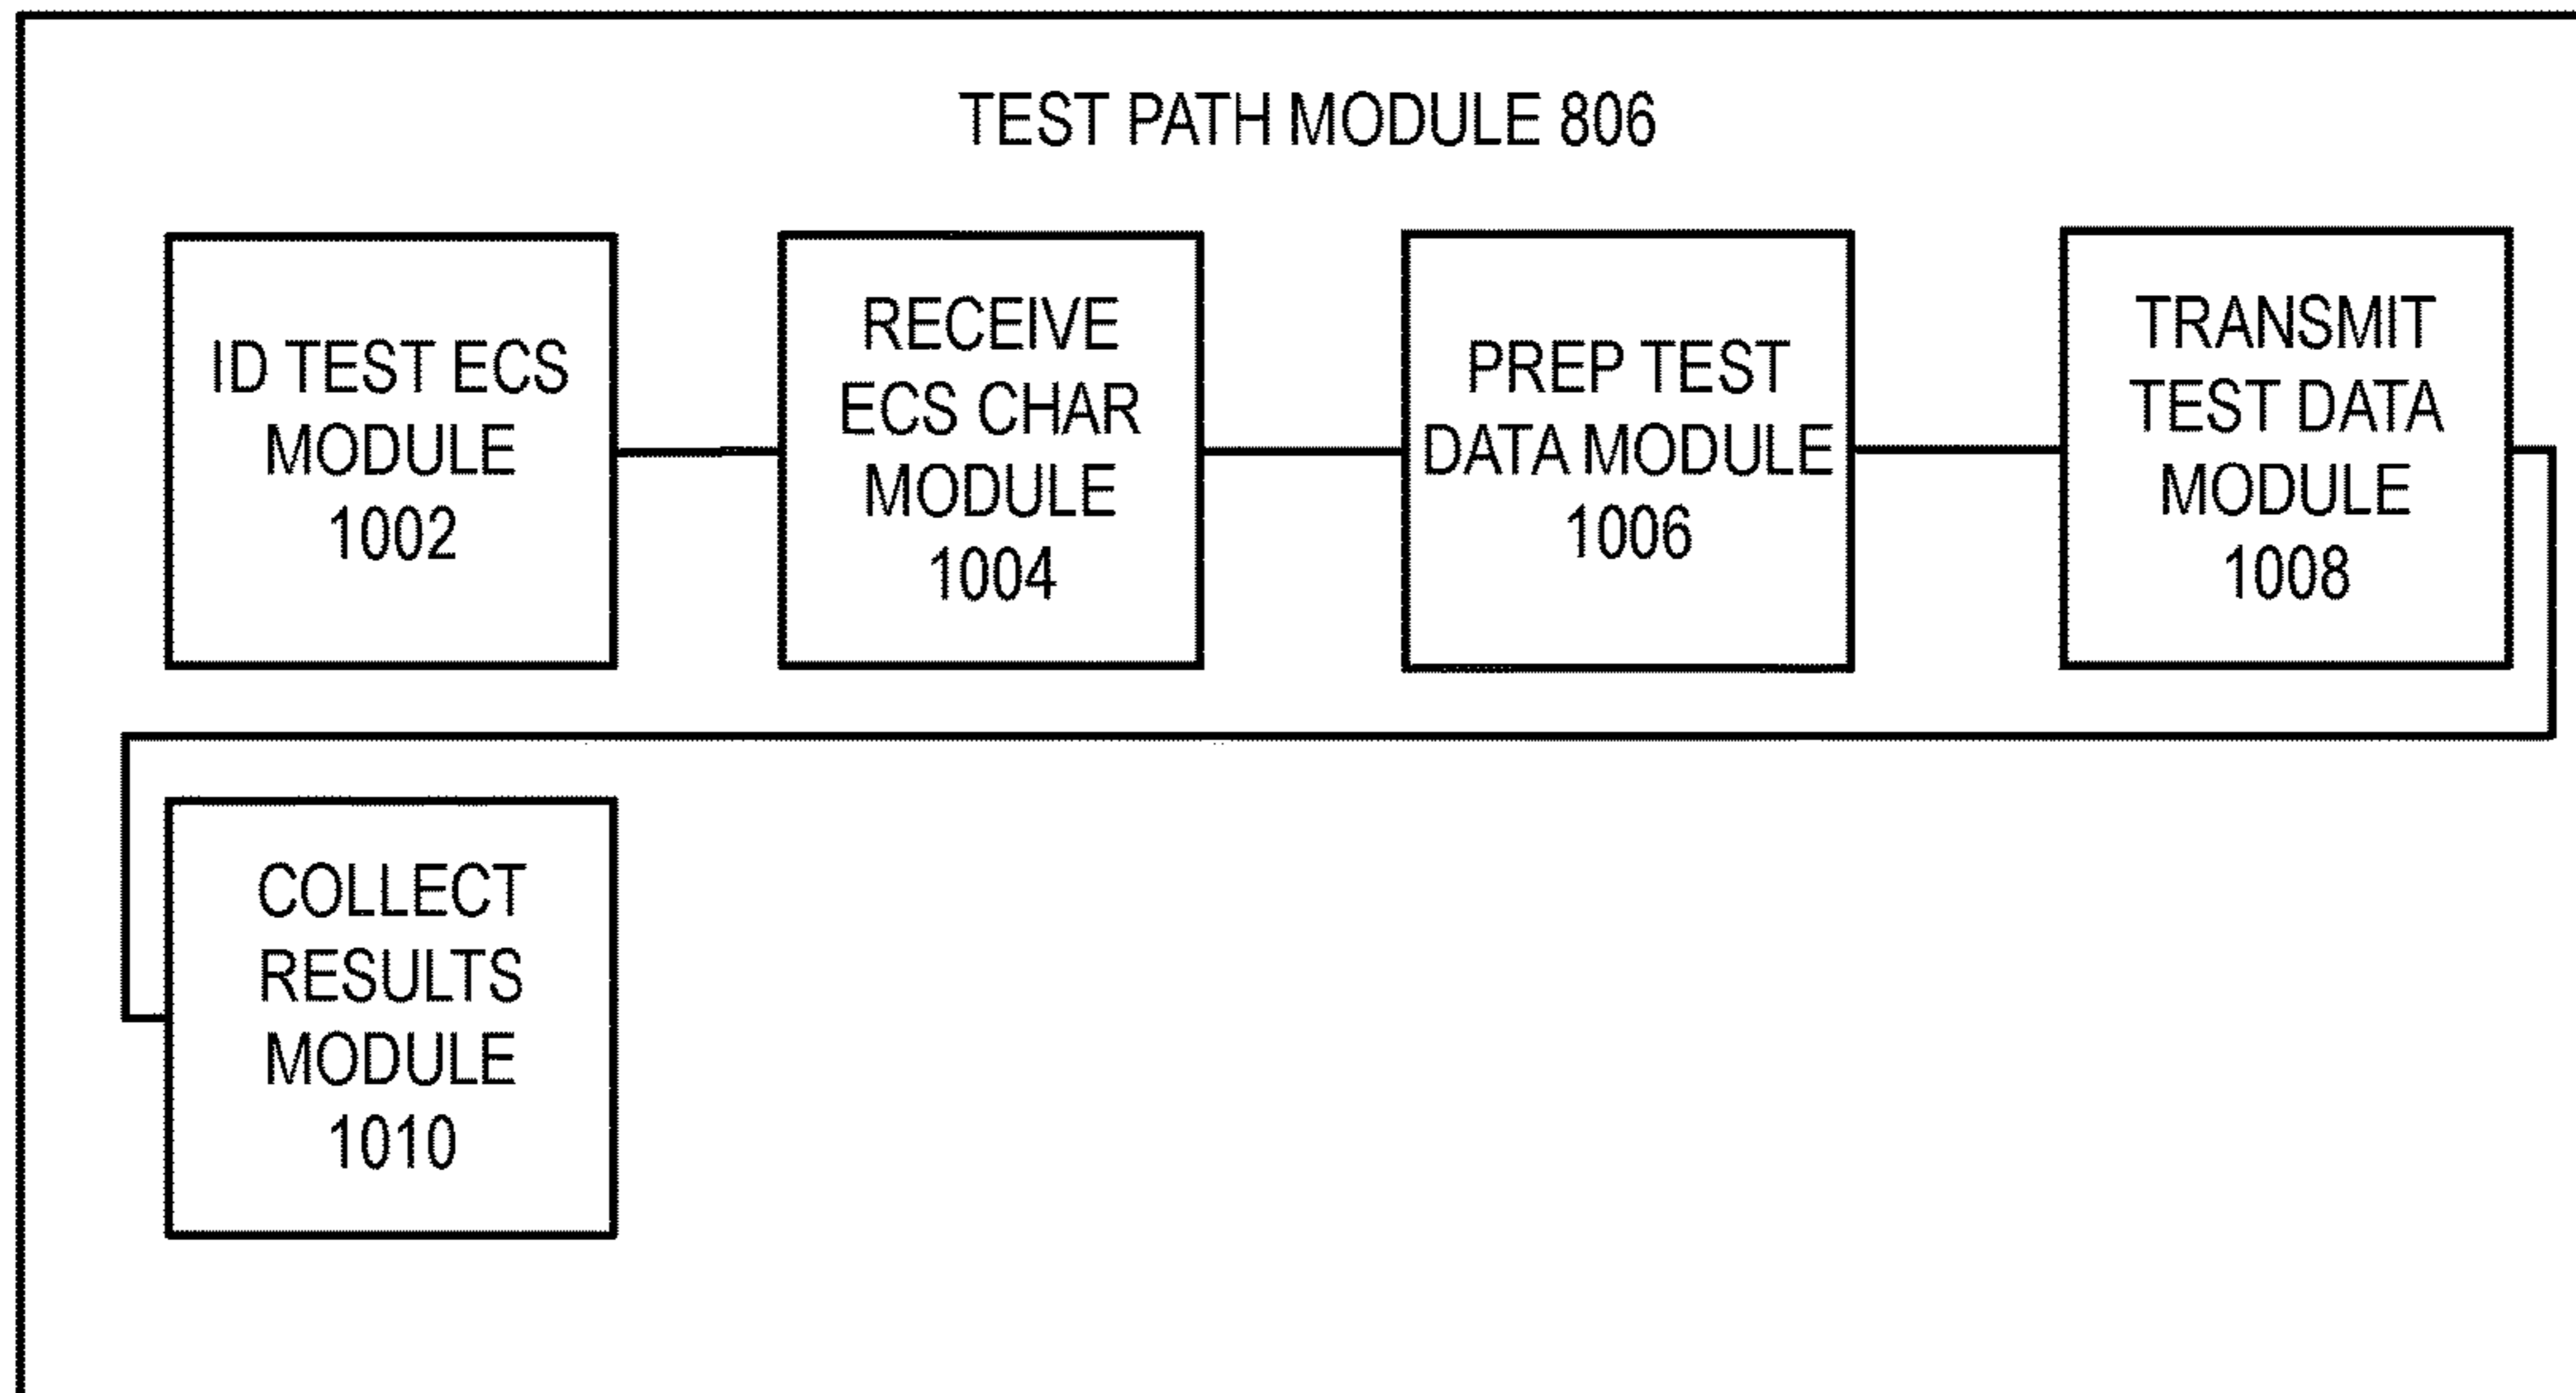 TEST PATH MODULE 806
ID TEST ECS
MODULE
1002
RECEIVE
ECS CHAR
MODULE
1004
PREP TEST
DATA MODULE
1006
TRANSMIT
TEST DATA
MODULE
1008
COLLECT
RESULTS
MODULE
1010